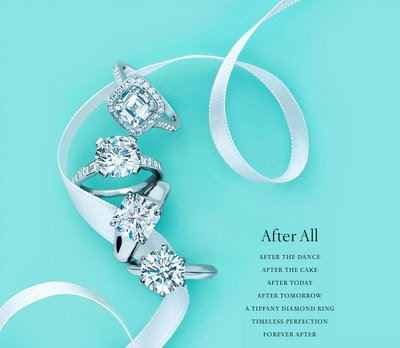 After All
AFTER THE DANCE
AFTER THE CAKE
AFTER TODAY
AFTER TOMORROW
A TIFFANY DIAMOND RING
TIMELESS PERFECTION
FOREVER AFTER